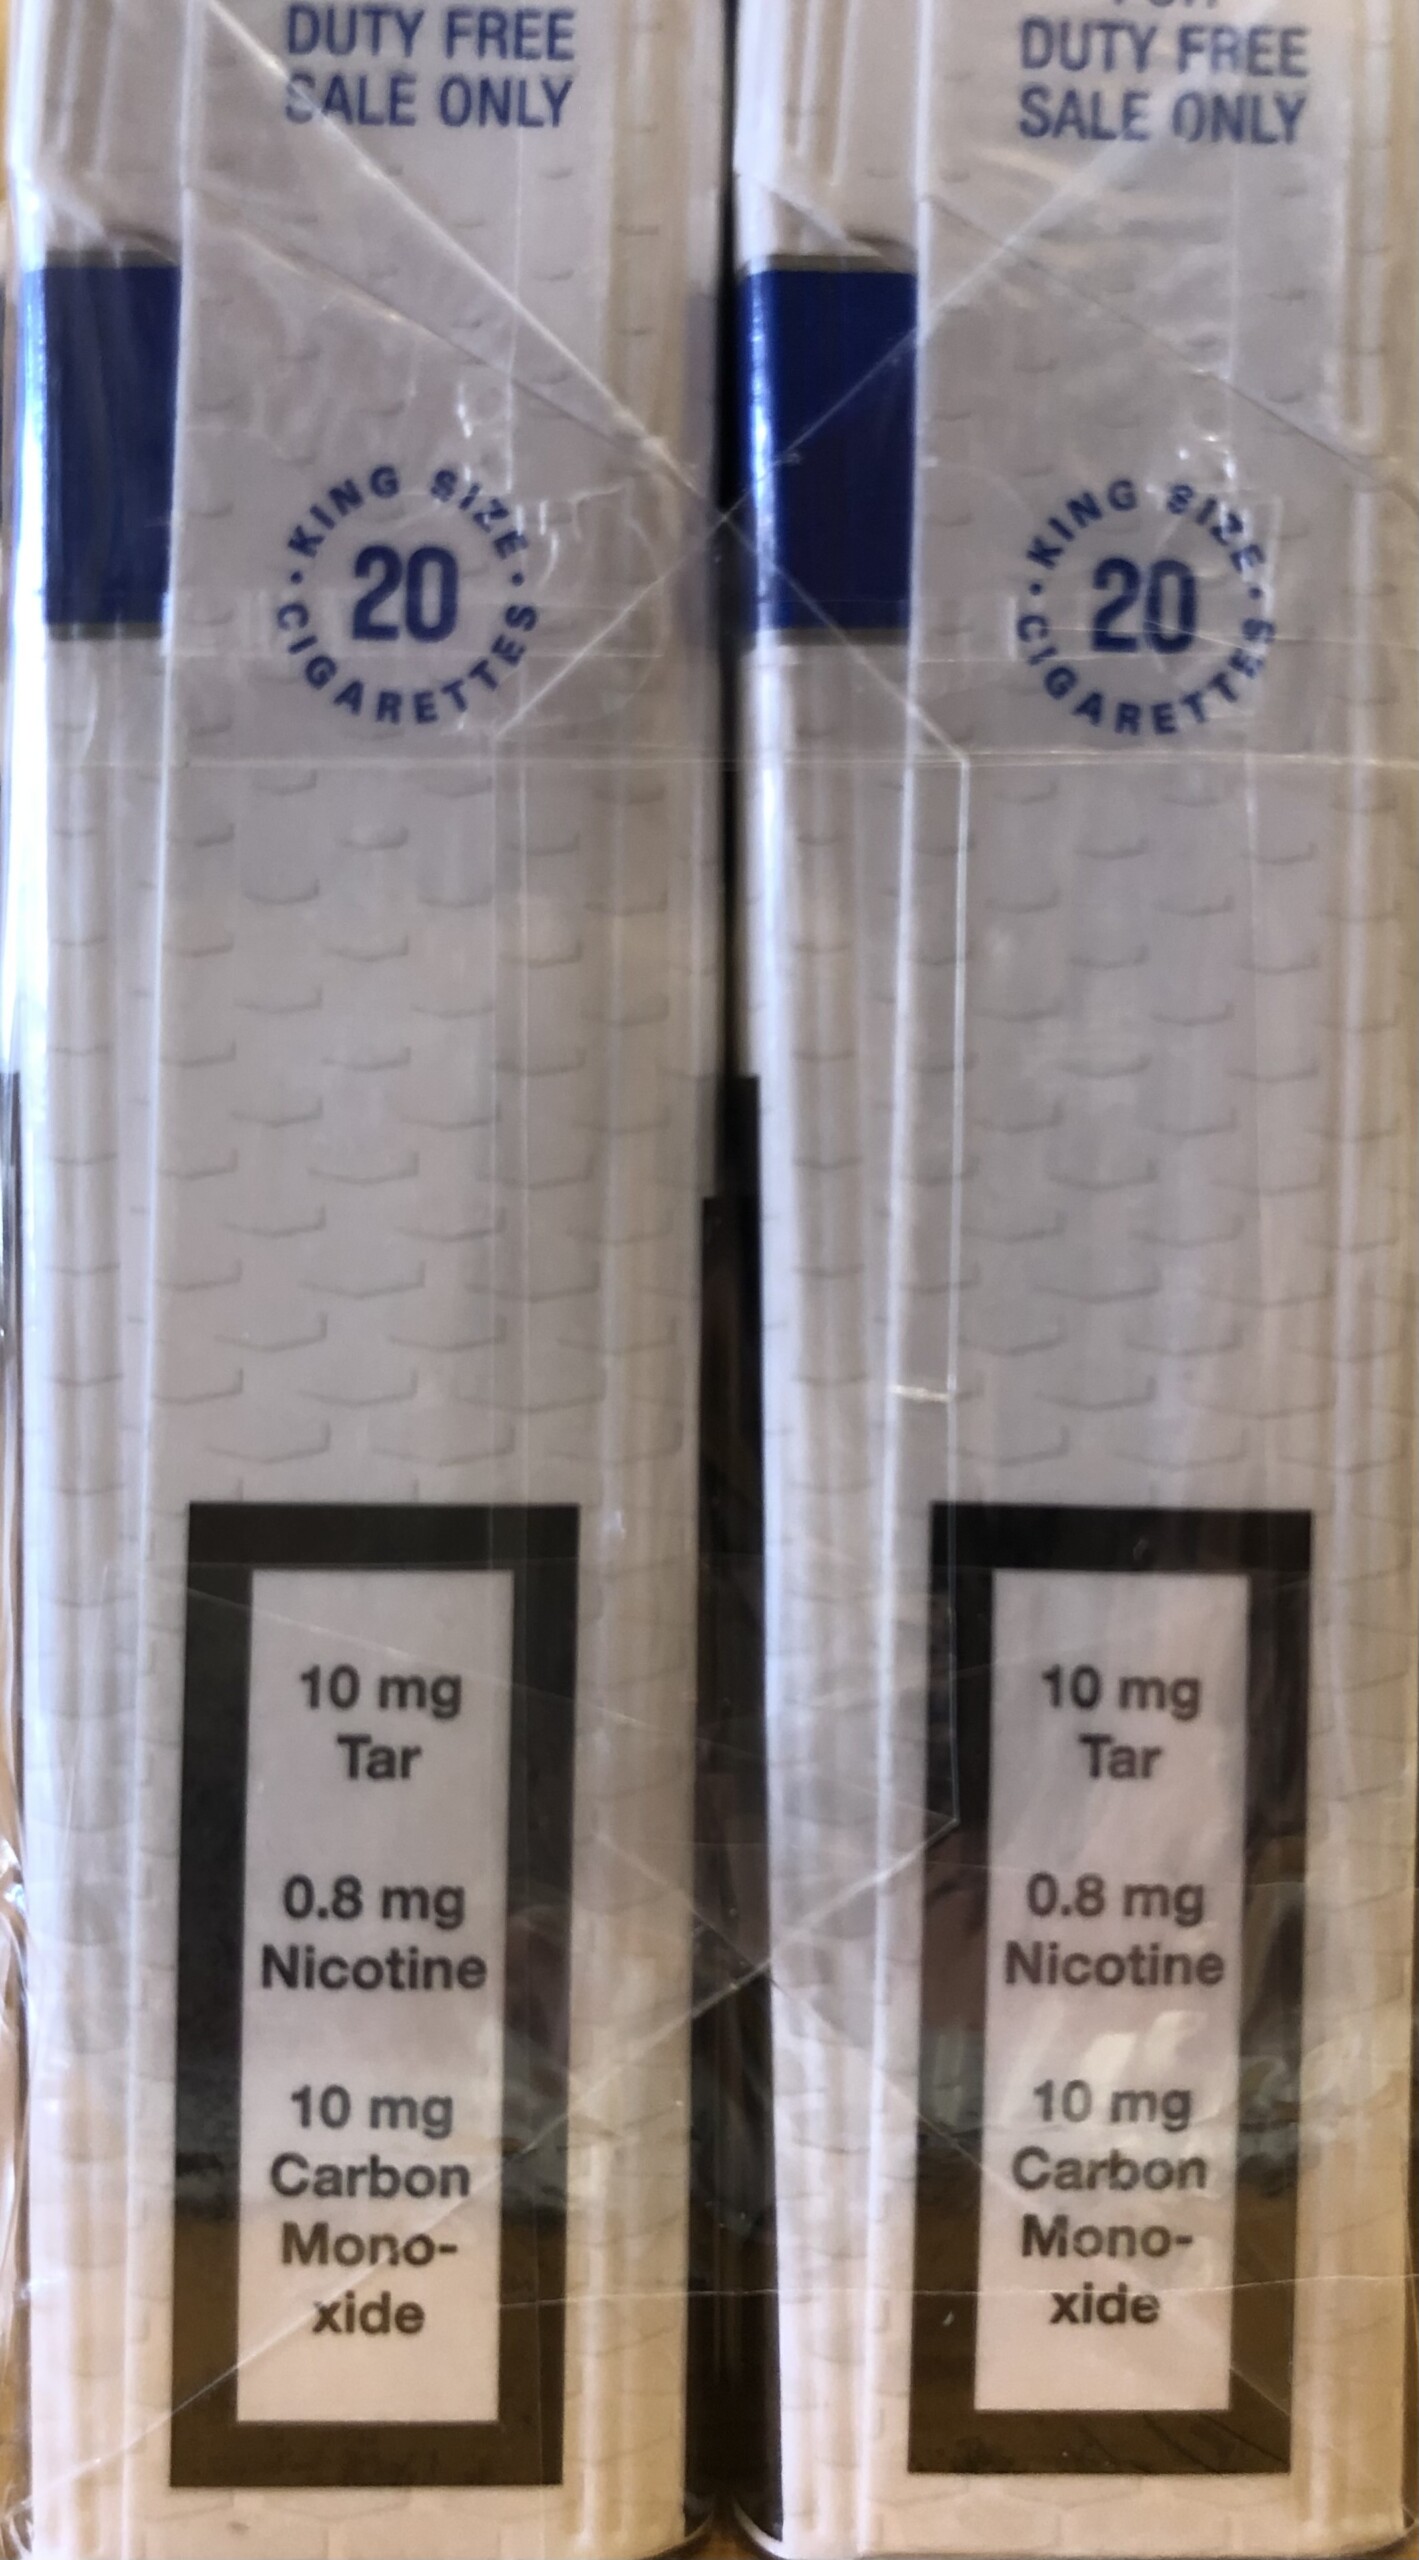 DUTY FREE
SALE ONLY
· KING SIZE ·
20
CIGARETTES
10 mg
Tar
0.8 mg
Nicotine
10 mg
Carbon
Mono-
xide
DUTY FREE
SALE ONLY
· KING SIZE ·
20
CIGARETTES
10 mg
Tar
0.8 mg
Nicotine
10 mg
Carbon
Mono-
xide